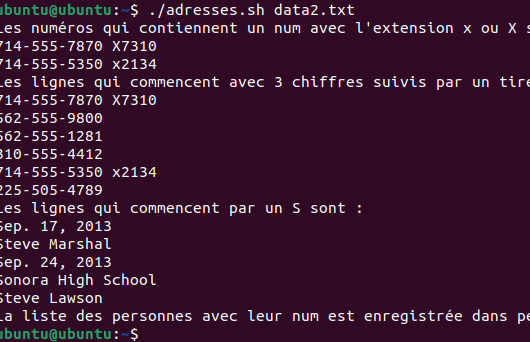 ubuntu@ubuntu:~$ ./adresses.sh data2.txt
Les numéros qui contiennent un num avec l'extension x ou X
714-555-7870 X7310
714-555-5350 x2134
Les lignes qui commencent avec 3 chiffres suivis par un tire
714-555-7870 X7310
562-555-9800
562-555-1281
310-555-4412
714-555-5350 x2134
225-505-4789
Les lignes qui commencent par un S sont :
Sep. 17, 2013
Steve Marshal
Sep. 24, 2013
Sonora High School
Steve Lawson
La liste des personnes avec leur num est enregistrée dans
ubuntu@ubuntu:~$